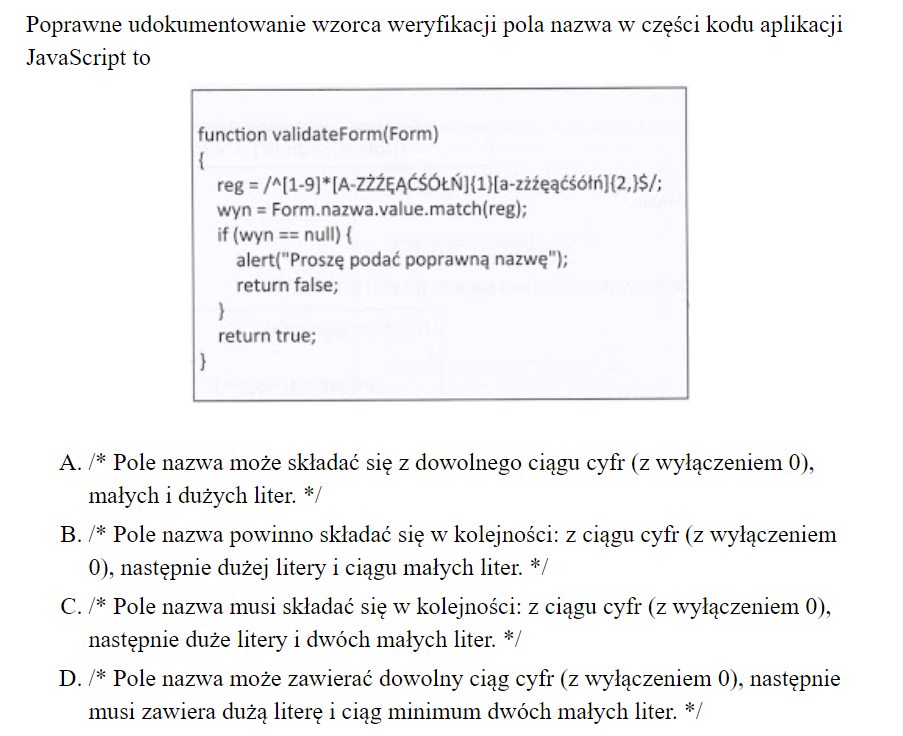 Poprawne udokumentowanie wzorca weryfikacji pola nazwa w części kodu aplikacji
JavaScript to
function validateForm(Form)
{
reg = /^[1-9]*[A-ZŻŹĘĄĆŚÓŁŃ]{1}[a-zżźęąćśółń]{2,}$/;
wyn = Form.nazwa.value.match(reg);
if (wyn == null) {
alert("Proszę podać poprawną nazwę");
return false;
}
return true;
}
A. /* Pole nazwa może składać się z dowolnego ciągu cyfr (z wyłączeniem 0),
małych i dużych liter. */
B. /* Pole nazwa powinno składać się w kolejności: z ciągu cyfr (z wyłączeniem
0), następnie dużej litery i ciągu małych liter. */
C. /* Pole nazwa musi składać się w kolejności: z ciągu cyfr (z wyłączeniem 0),
następnie duże litery i dwóch małych liter. */
D. /* Pole nazwa może zawierać dowolny ciąg cyfr (z wyłączeniem 0), następnie
musi zawiera dużą literę i ciąg minimum dwóch małych liter. */